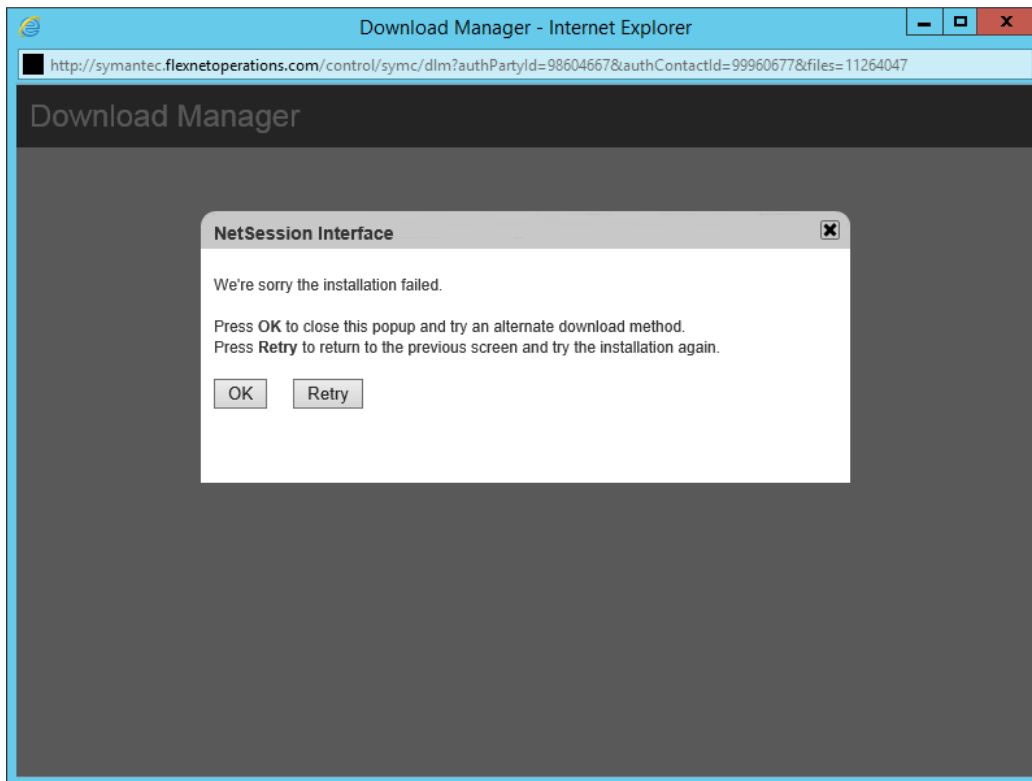 Download Manager - Internet Explorer
http://symantec.flexnetoperations.com/control/symc/dlm?authPartyId=98604667&authContactId=99960677&files=11264047
Download Manager
NetSession Interface
We're sorry the installation failed.
Press OK to close this popup and try an alternate download method.
Press Retry to return to the previous screen and try the installation again.
OK Retry